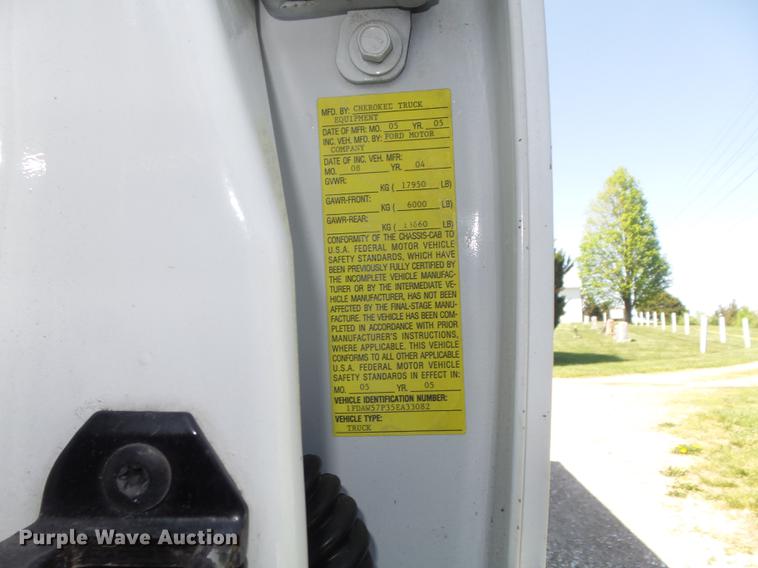 MFD. BY: CHEROKEE TRUCK
EQUIPMENT
DATE OF MFR: MO. 05 YR. 05
INC. VEH. MFD. BY: FORD MOTOR
COMPANY
DATE OF INC. VEH. MFR:
MO. 08 YR. 04
GVWR:
KG ( 17950 LB)
GAWR-FRONT:
KG ( 6000 LB)
GAWR-REAR:
KG ( 13660 LB)
CONFORMITY OF THE CHASSIS-CAB TO
U.S.A. FEDERAL MOTOR VEHICLE
SAFETY STANDARDS, WHICH HAVE
BEEN PREVIOUSLY FULLY CERTIFIED BY
THE INCOMPLETE VEHICLE MANUFAC-
TURER OR BY THE INTERMEDIATE VE-
HICLE MANUFACTURER, HAS NOT BEEN
AFFECTED BY THE FINAL-STAGE MANU-
FACTURE. THE VEHICLE HAS BEEN COM-
PLETED IN ACCORDANCE WITH PRIOR
MANUFACTURER'S INSTRUCTIONS,
WHERE APPLICABLE. THIS VEHICLE
CONFORMS TO ALL OTHER APPLICABLE
U.S.A. FEDERAL MOTOR VEHICLE
SAFETY STANDARDS IN EFFECT IN:
MO. 05 YR. 05
VEHICLE IDENTIFICATION NUMBER:
1FDAW57P35EA33082
VEHICLE TYPE:
TRUCK
Purple Wave Auction